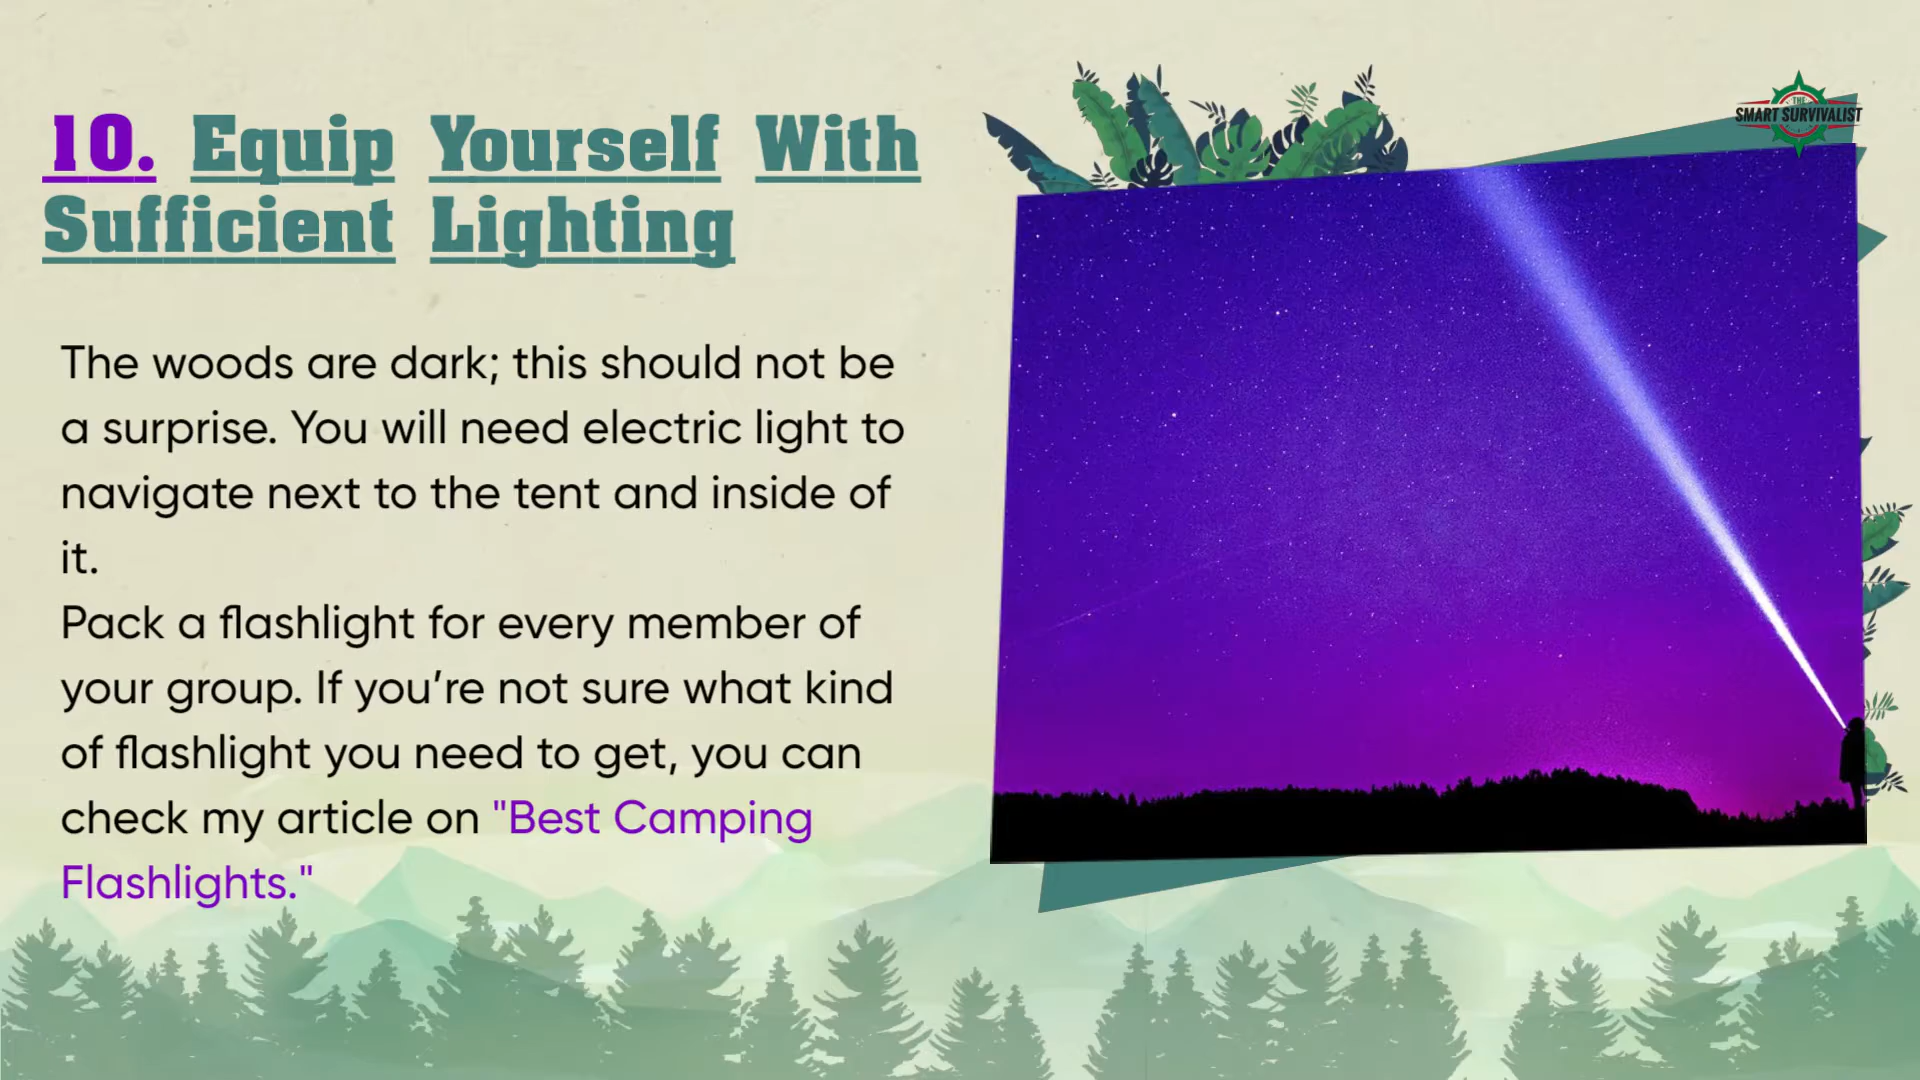 10. Equip Yourself With
Sufficient Lighting
The woods are dark; this should not be
a surprise. You will need electric light to
navigate next to the tent and inside of
it.
Pack a flashlight for every member of
your group. If you’re not sure what kind
of flashlight you need to get, you can
check my article on "Best Camping
Flashlights."
THE
SMART SURVIVALIST